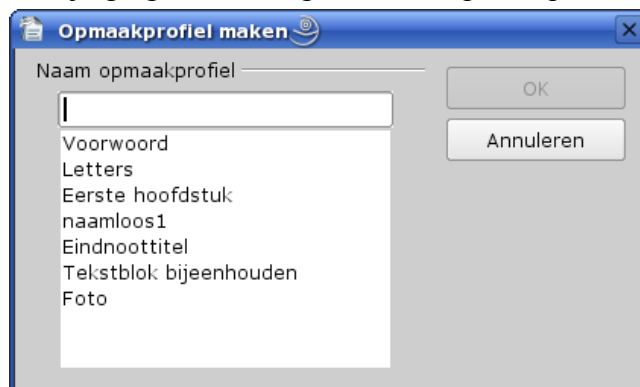 Opmaakprofiel maken
Naam opmaakprofiel
OK
Voorwoord
Annuleren
Letters
Eerste hoofdstuk
naamloos1
Eindnoottitel
Tekstblok bijeenhouden
Foto